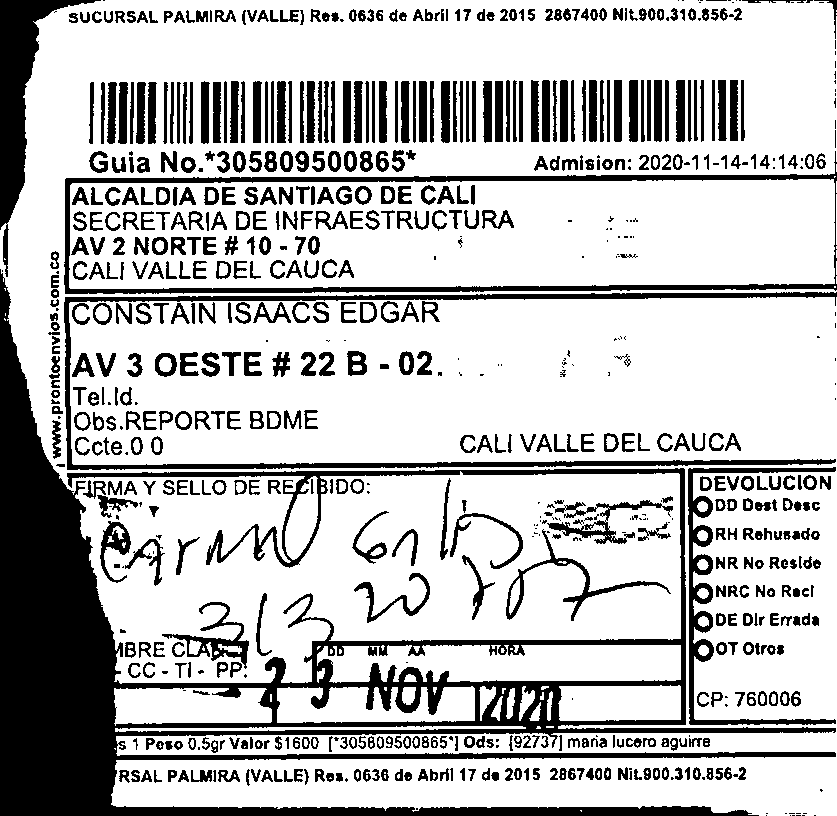 SUCURSAL PALMIRA (VALLE) Res. 0636 de Abril 17 de 2015 2867400 Nit.900.310.856-2
Guia No.*305809500865*
Admision: 2020-11-14-14:14:06
ALCALDIA DE SANTIAGO DE CALI
SECRETARIA DE INFRAESTRUCTURA
AV 2 NORTE # 10 - 70
CALI VALLE DEL CAUCA
www.prontoenvios.com.co
CONSTAIN ISAACS EDGAR
AV 3 OESTE # 22 B - 02.
Tel.Id.
Obs.REPORTE BDME
Ccte.0 0
CALI VALLE DEL CAUCA
FIRMA Y SELLO DE RECIBIDO:
DEVOLUCION
DD Dest Desc
RH Rehusado
NR No Reside
NRC No Recl
DE Dir Errada
OT Otros
CP: 760006
- CC - TI - PP:
DD MM AA HORA
NOV 2020
s 1 Peso 0.5gr Valor $1600 [*305809500865*] Ods: [92737] maria lucero aguirre
RSAL PALMIRA (VALLE) Res. 0636 de Abril 17 de 2015 2867400 Nit.900.310.856-2